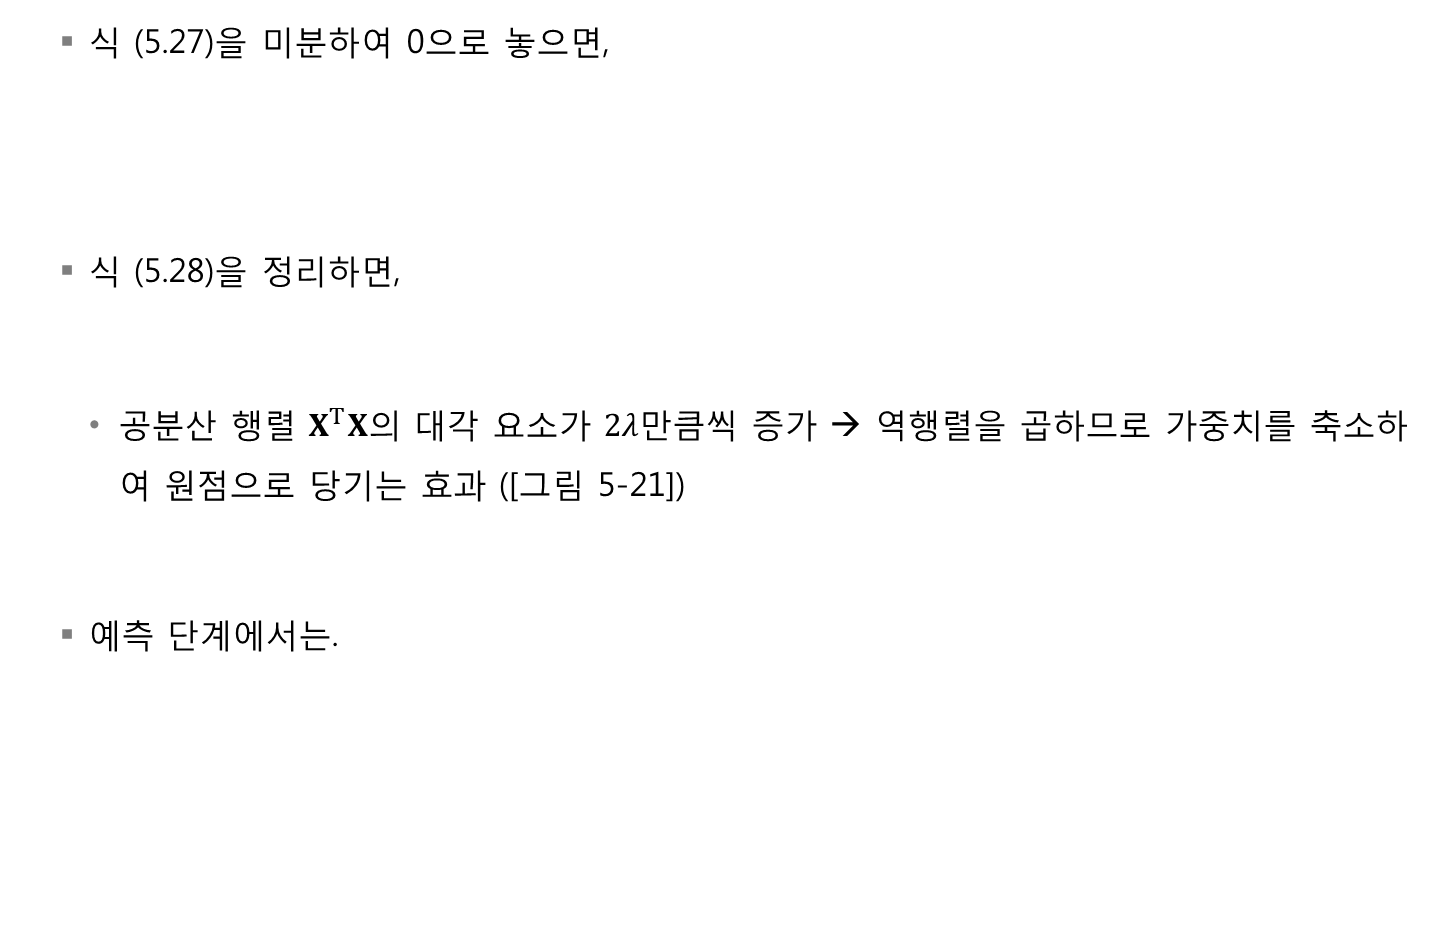 식 (5.27)을 미분하여 0으로 놓으면,
식 (5.28)을 정리하면,
공분산 행렬 𝐗ᵀ𝐗의 대각 요소가 2𝜆만큼씩 증가 → 역행렬을 곱하므로 가중치를 축소하
여 원점으로 당기는 효과 ([그림 5-21])
예측 단계에서는.